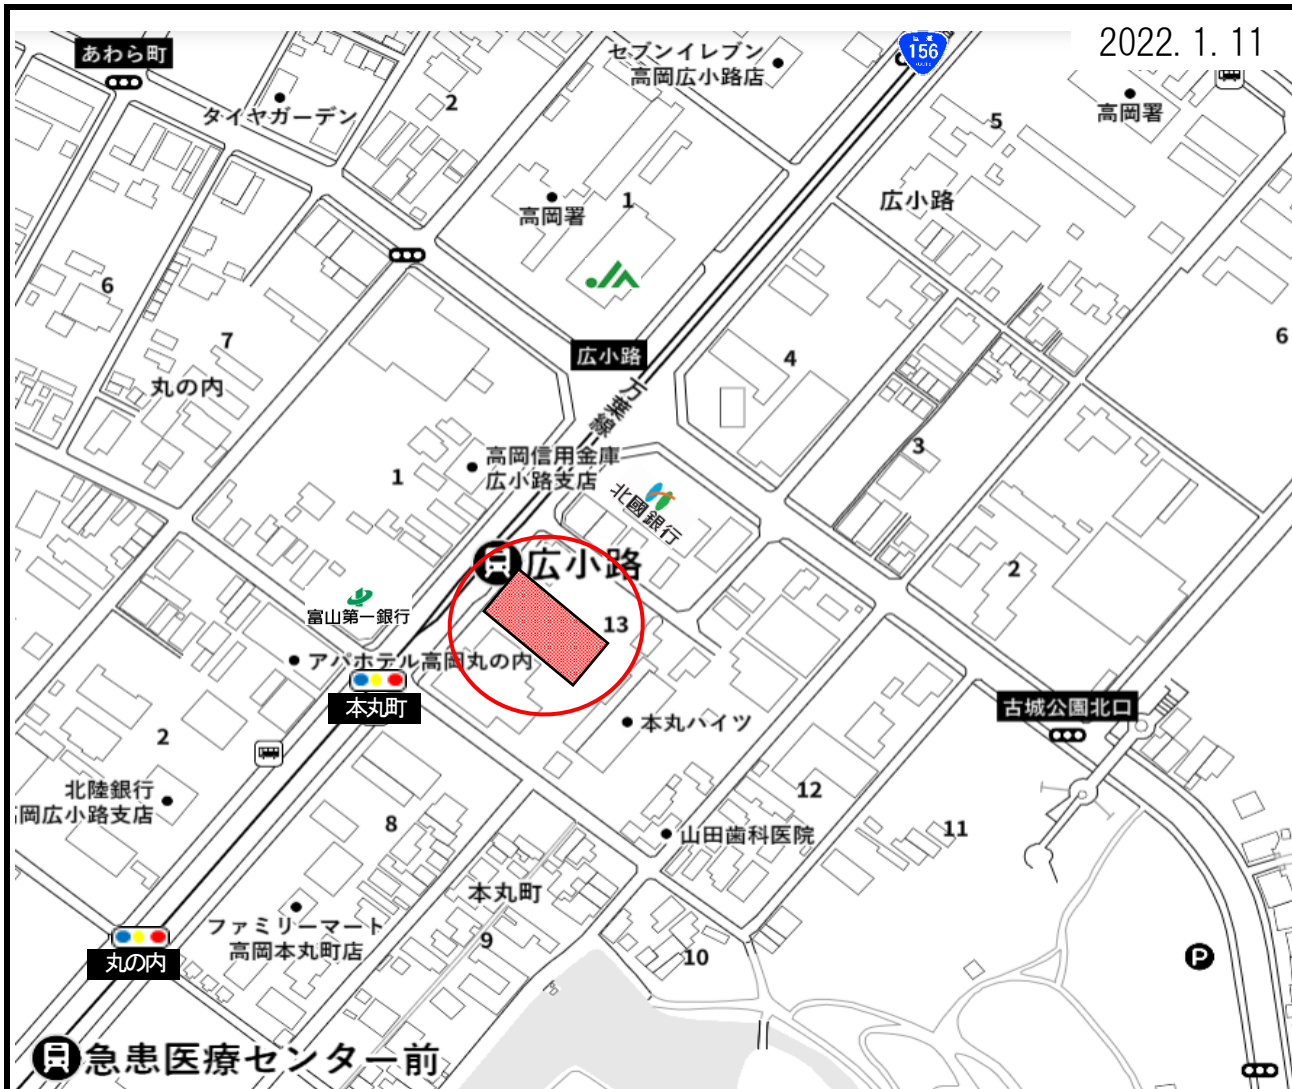 2022. 1. 11
あわら町
セブンイレブン
高岡広小路店
156
タイヤガーデン
2
5
高岡署
高岡署
1
広小路
6
7
丸の内
広小路
4
6
万葉線
高岡信用金庫
広小路支店
1
3
北國銀行
広小路
2
富山第一銀行
13
アパホテル高岡丸の内
本丸町
古城公園北口
本丸ハイツ
2
北陸銀行
高岡広小路支店
12
8
山田歯科医院
11
本丸町
ファミリーマート
高岡本丸町店
9
10
P
丸の内
急患医療センター前